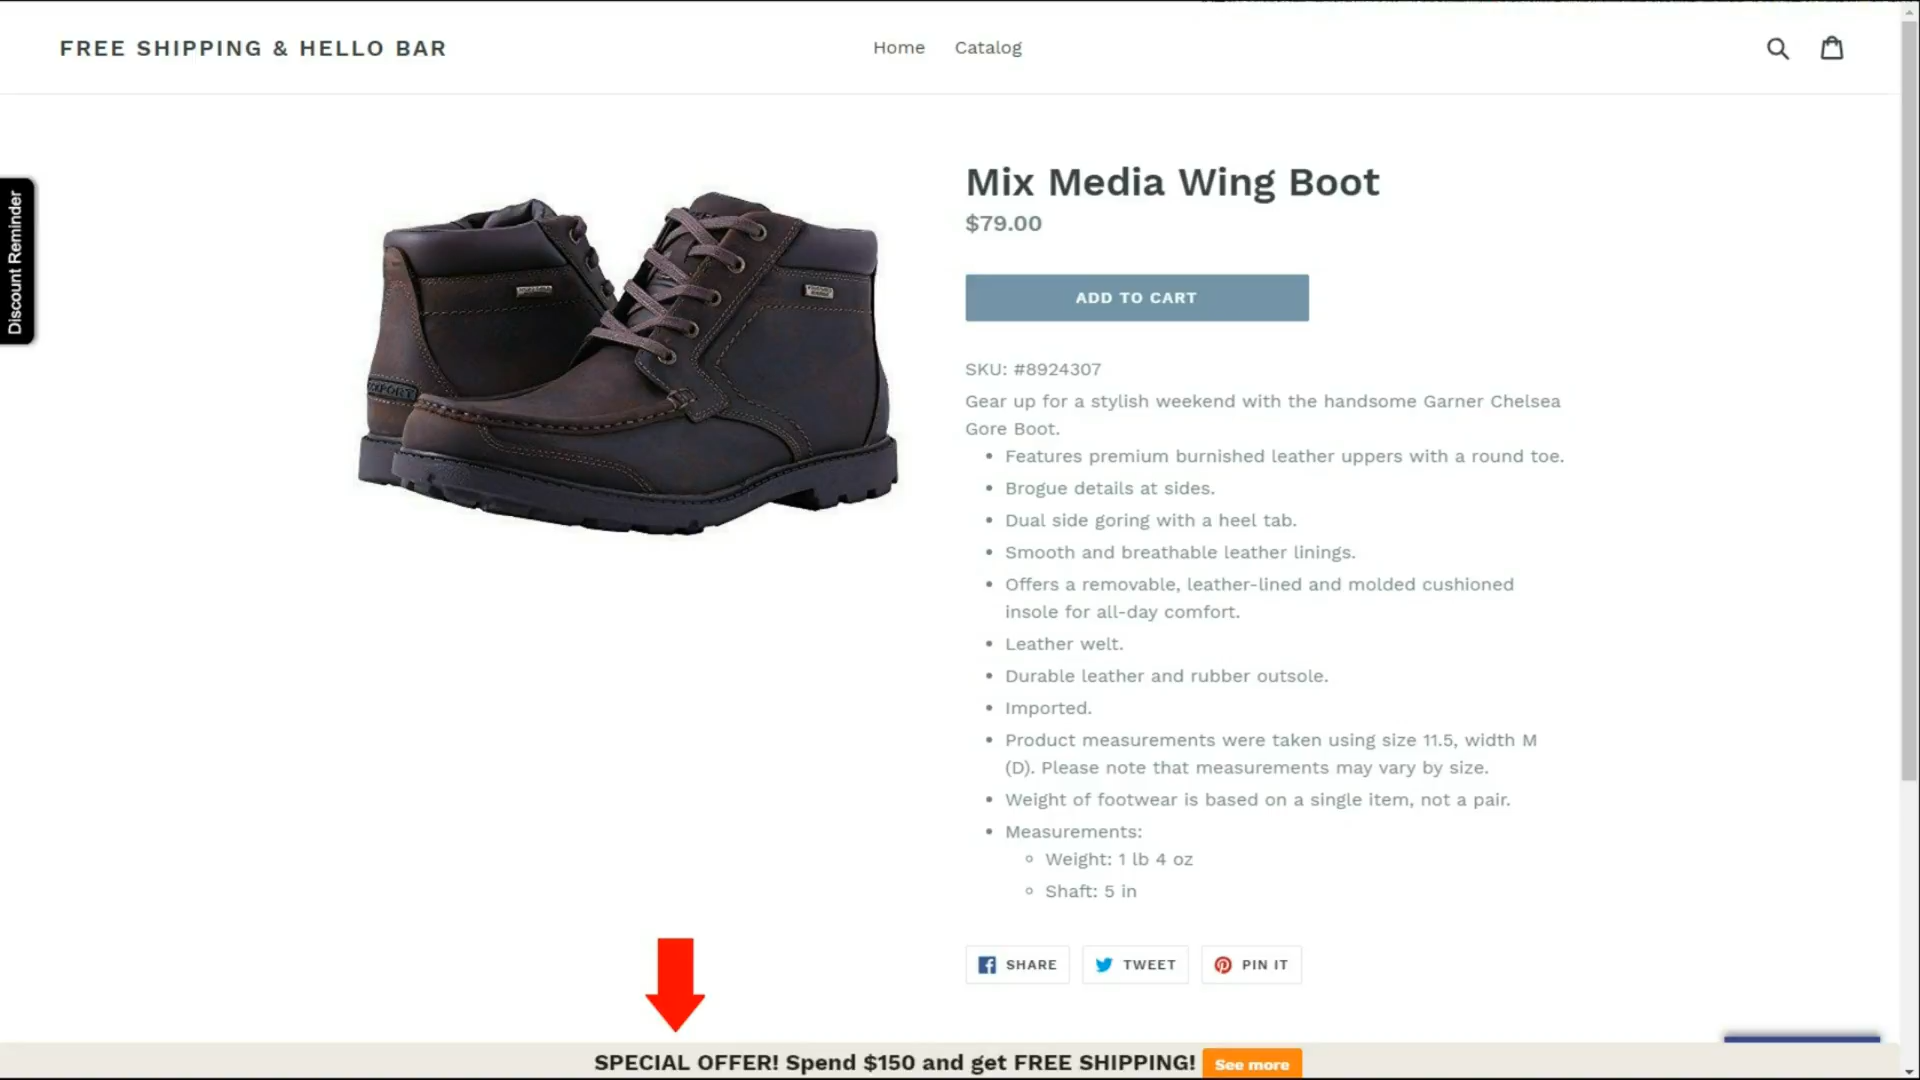 FREE SHIPPING & HELLO BAR
Home
Catalog
Discount Reminder
Mix Media Wing Boot
$79.00
ADD TO CART
SKU: #8924307
Gear up for a stylish weekend with the handsome Garner Chelsea
Gore Boot.
Features premium burnished leather uppers with a round toe.
Brogue details at sides.
Dual side goring with a heel tab.
Smooth and breathable leather linings.
Offers a removable, leather-lined and molded cushioned
insole for all-day comfort.
Leather welt.
Durable leather and rubber outsole.
Imported.
Product measurements were taken using size 11.5, width M
(D). Please note that measurements may vary by size.
Weight of footwear is based on a single item, not a pair.
Measurements:
Weight: 1 lb 4 oz
Shaft: 5 in
SHARE
TWEET
PIN IT
SPECIAL OFFER! Spend $150 and get FREE SHIPPING!
See more